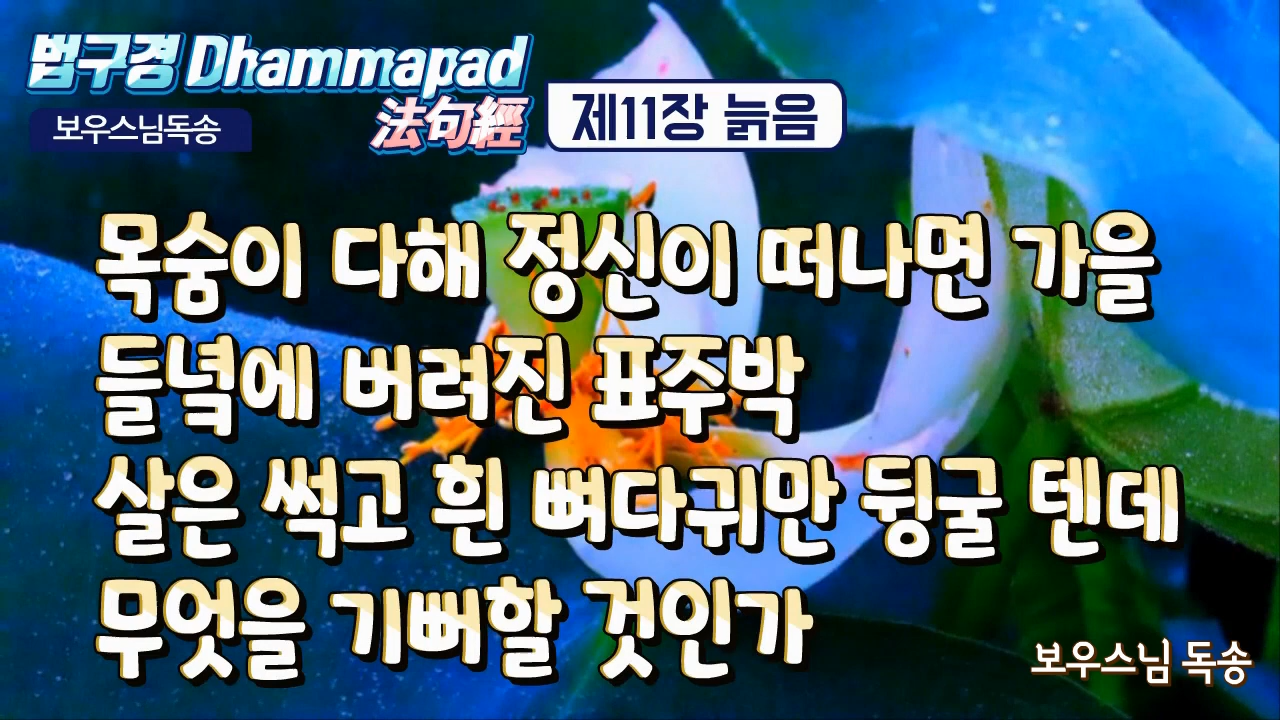 법구경 Dhammapad
法句經
보우스님독송
제11장 늙음
목숨이 다해 정신이 떠나면 가을
들녘에 버려진 표주박
살은 썩고 흰 뼈다귀만 뒹굴 텐데
무엇을 기뻐할 것인가
보우스님 독송